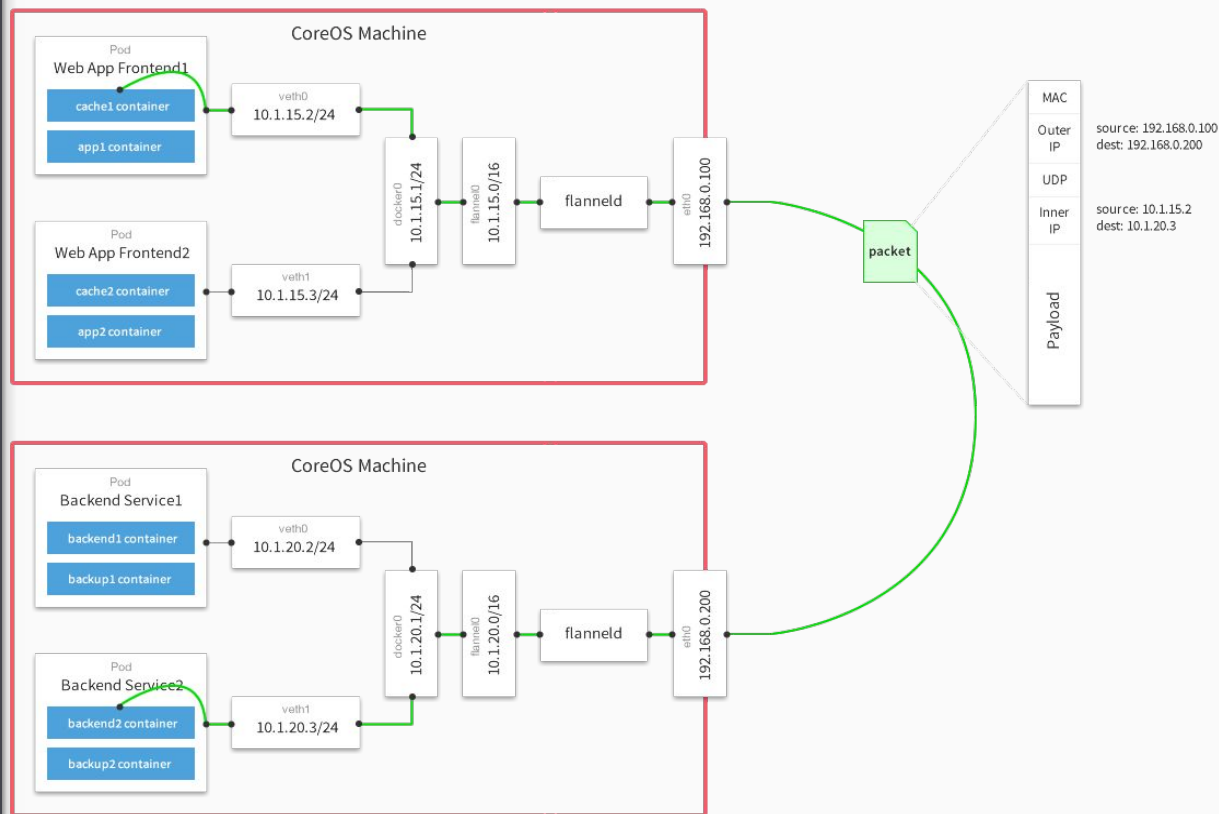 CoreOS Machine
Pod
Web App Frontend1
cache1 container
app1 container
veth0
10.1.15.2/24
Pod
Web App Frontend2
cache2 container
app2 container
veth1
10.1.15.3/24
docker0
10.1.15.1/24
flannel0
10.1.15.0/16
flanneld
eth0
192.168.0.100
packet
MAC
Outer
IP
source: 192.168.0.100
dest: 192.168.0.200
UDP
Inner
IP
source: 10.1.15.2
dest: 10.1.20.3
Payload
CoreOS Machine
Pod
Backend Service1
backend1 container
backup1 container
veth0
10.1.20.2/24
Pod
Backend Service2
backend2 container
backup2 container
veth1
10.1.20.3/24
docker0
10.1.20.1/24
flannel0
10.1.20.0/16
flanneld
eth0
192.168.0.200